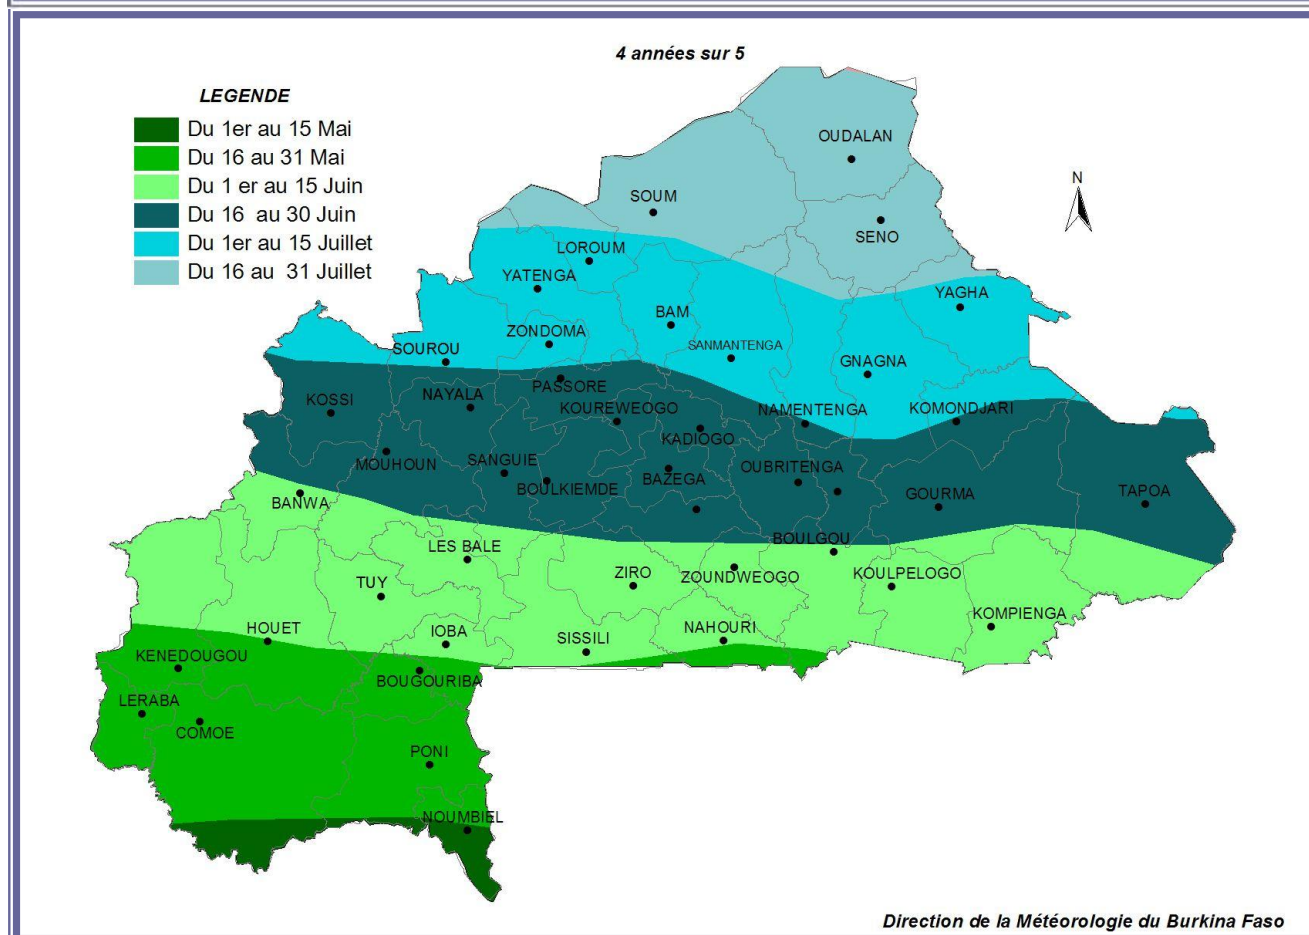 4 années sur 5
LEGENDE
Du 1er au 15 Mai
Du 16 au 31 Mai
Du 1 er au 15 Juin
Du 16 au 30 Juin
Du 1er au 15 Juillet
Du 16 au 31 Juillet
N
OUDALAN
SOUM
SENO
LOROUM
YATENGA
YAGHA
BAM
ZONDOMA
SANMANTENGA
SOUROU
GNAGNA
PASSORE
KOSSI
NAYALA
KOUREWEOGO
NAMENTENGA
KOMONDJARI
KADIOGO
MOUHOUN
SANGUIE
OUBRITENGA
BAZEGA
BOULKIEMDE
GOURMA
TAPOA
BANWA
BOULGOU
LES BALE
ZIRO
ZOUNDWEOGO
KOULPELOGO
TUY
KOMPIENGA
HOUET
IOBA
SISSILI
NAHOURI
KENEDOUGOU
BOUGOURIBA
LERABA
COMOE
PONI
NOUMBIEL
Direction de la Météorologie du Burkina Faso